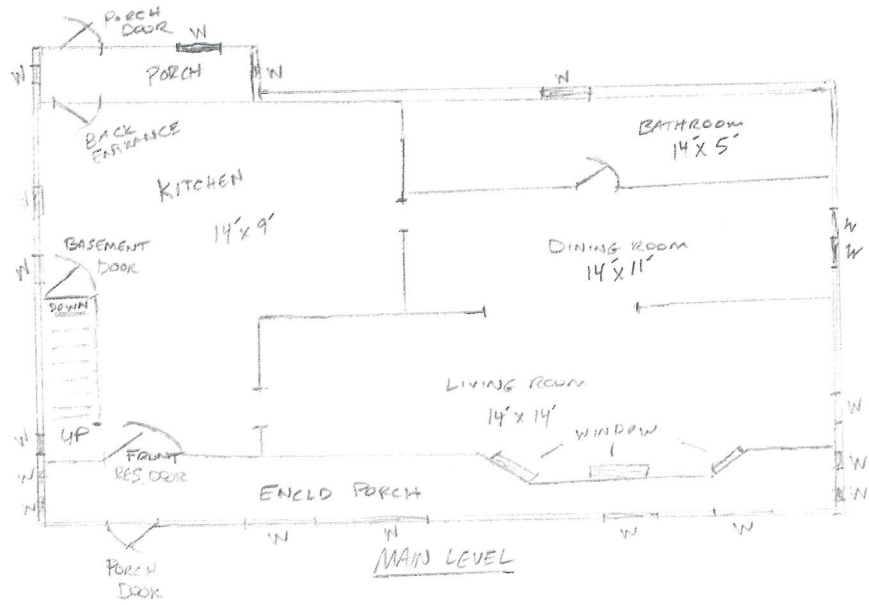 PORCH
DOOR
W
W
PORCH
W
W
BACK
ENTRANCE
BATHROOM
14' X 5'
KITCHEN
14' X 9'
W
W
W
DINING ROOM
14' X 11'
BASEMENT
DOOR
W
DOWN
LIVING ROOM
14' X 14'
W
WINDOW
UP
W
FRONT
RES. DOOR
W
W
W
W
ENCLD PORCH
W
W
W
W
PORCH
DOOR
MAIN LEVEL